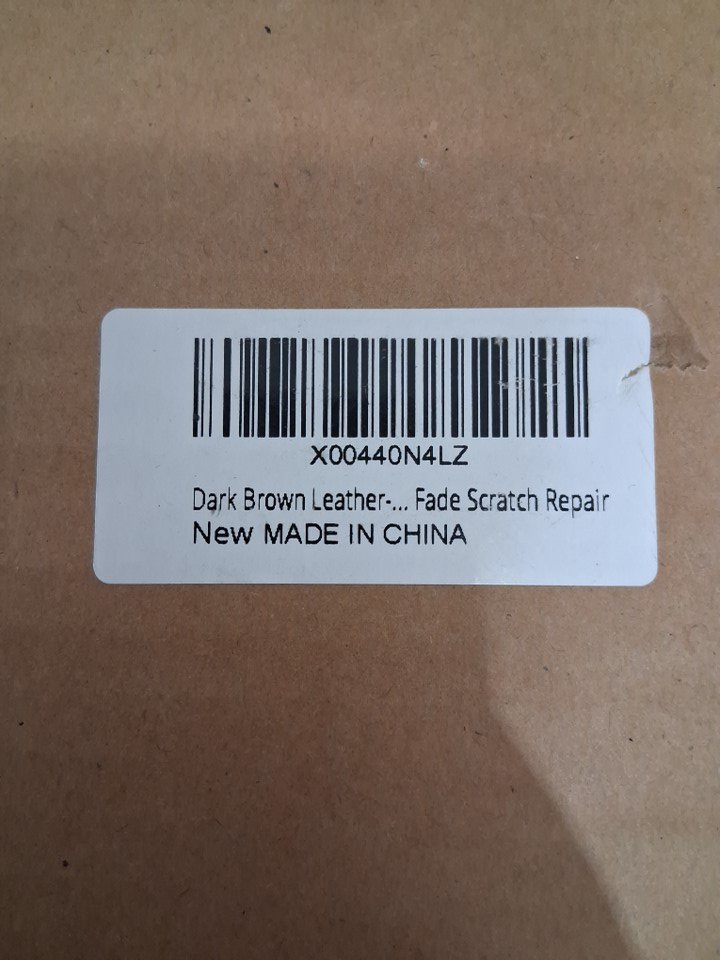 X00440N4LZ
Dark Brown Leather-... Fade Scratch Repair
New MADE IN CHINA